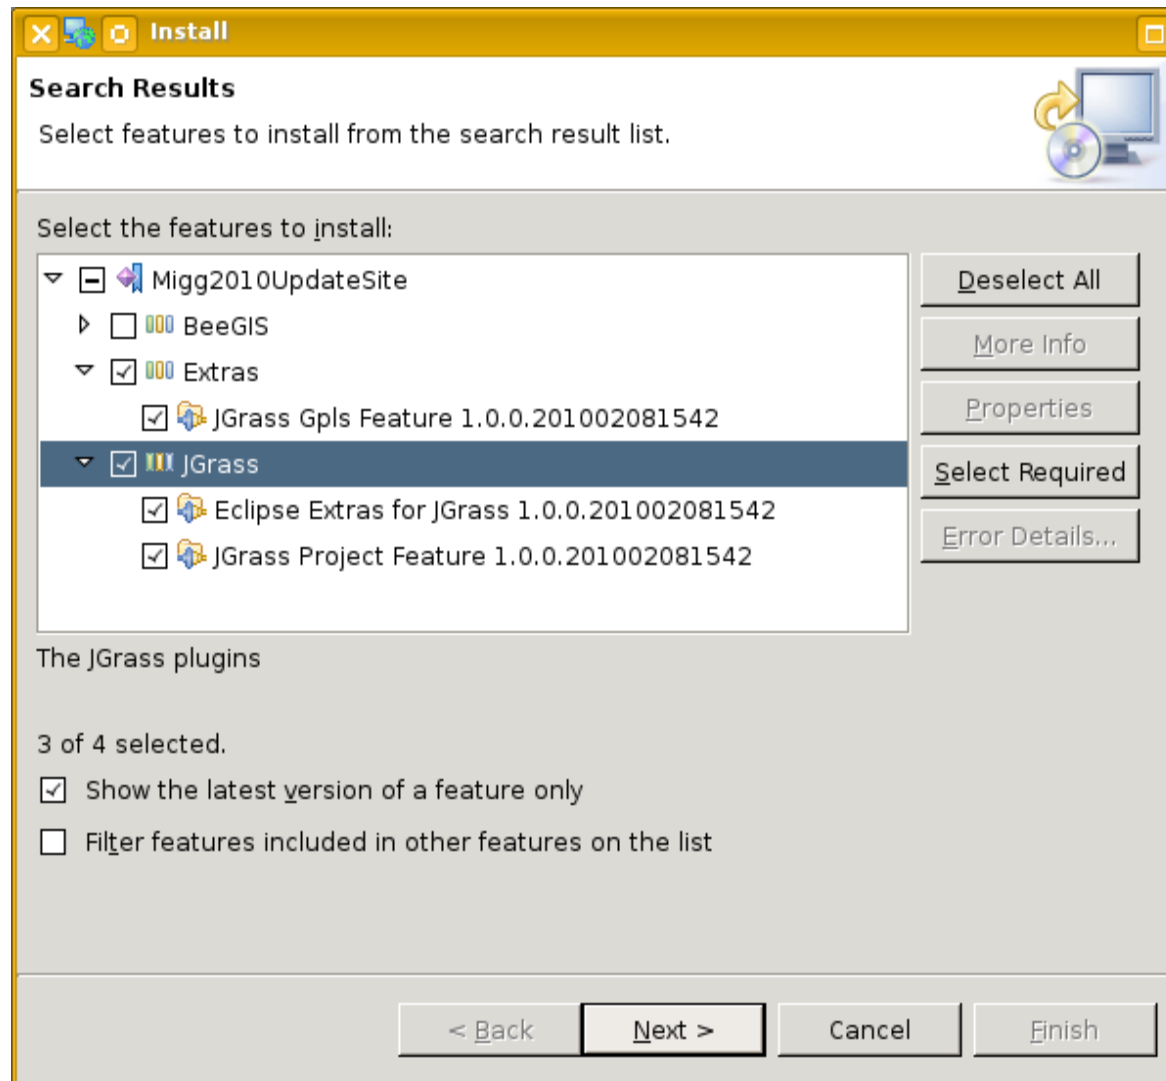 Install
Search Results
Select features to install from the search result list.
Select the features to install:
Migg2010UpdateSite
BeeGIS
Extras
JGrass Gpls Feature 1.0.0.201002081542
JGrass
Eclipse Extras for JGrass 1.0.0.201002081542
JGrass Project Feature 1.0.0.201002081542
Deselect All
More Info
Properties
Select Required
Error Details...
The JGrass plugins
3 of 4 selected.
Show the latest version of a feature only
Filter features included in other features on the list
< Back Next > Cancel Finish